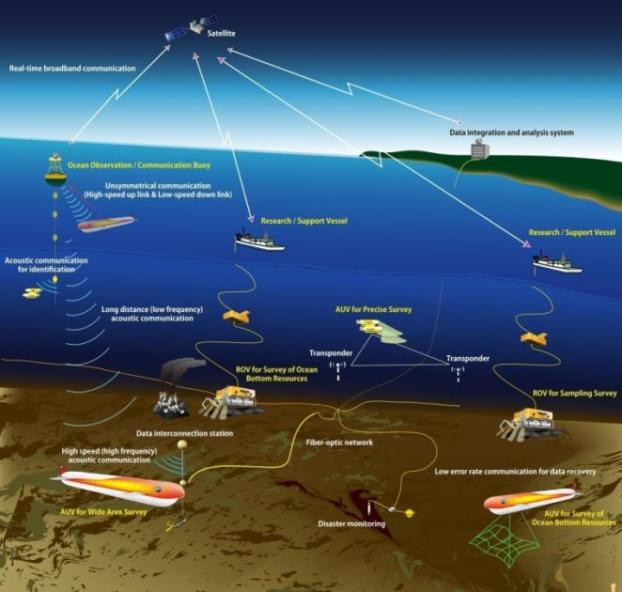 Satellite
Real-time broadband communication
Data integration and analysis system
Ocean Observation / Communication Buoy
Unsymmetrical communication
(High-speed up link & Low-speed down link)
Research / Support Vessel
Research / Support Vessel
Acoustic communication
for identification
Long distance (low frequency)
acoustic communication
AUV for Precise Survey
Transponder
Transponder
ROV for Survey of Ocean
Bottom Resources
ROV for Sampling Survey
Data interconnection station
Fiber-optic network
High speed (high frequency)
acoustic communication
Low error rate communication for data recovery
AUV for Wide Area Survey
Disaster monitoring
AUV for Survey of
Ocean Bottom Resources